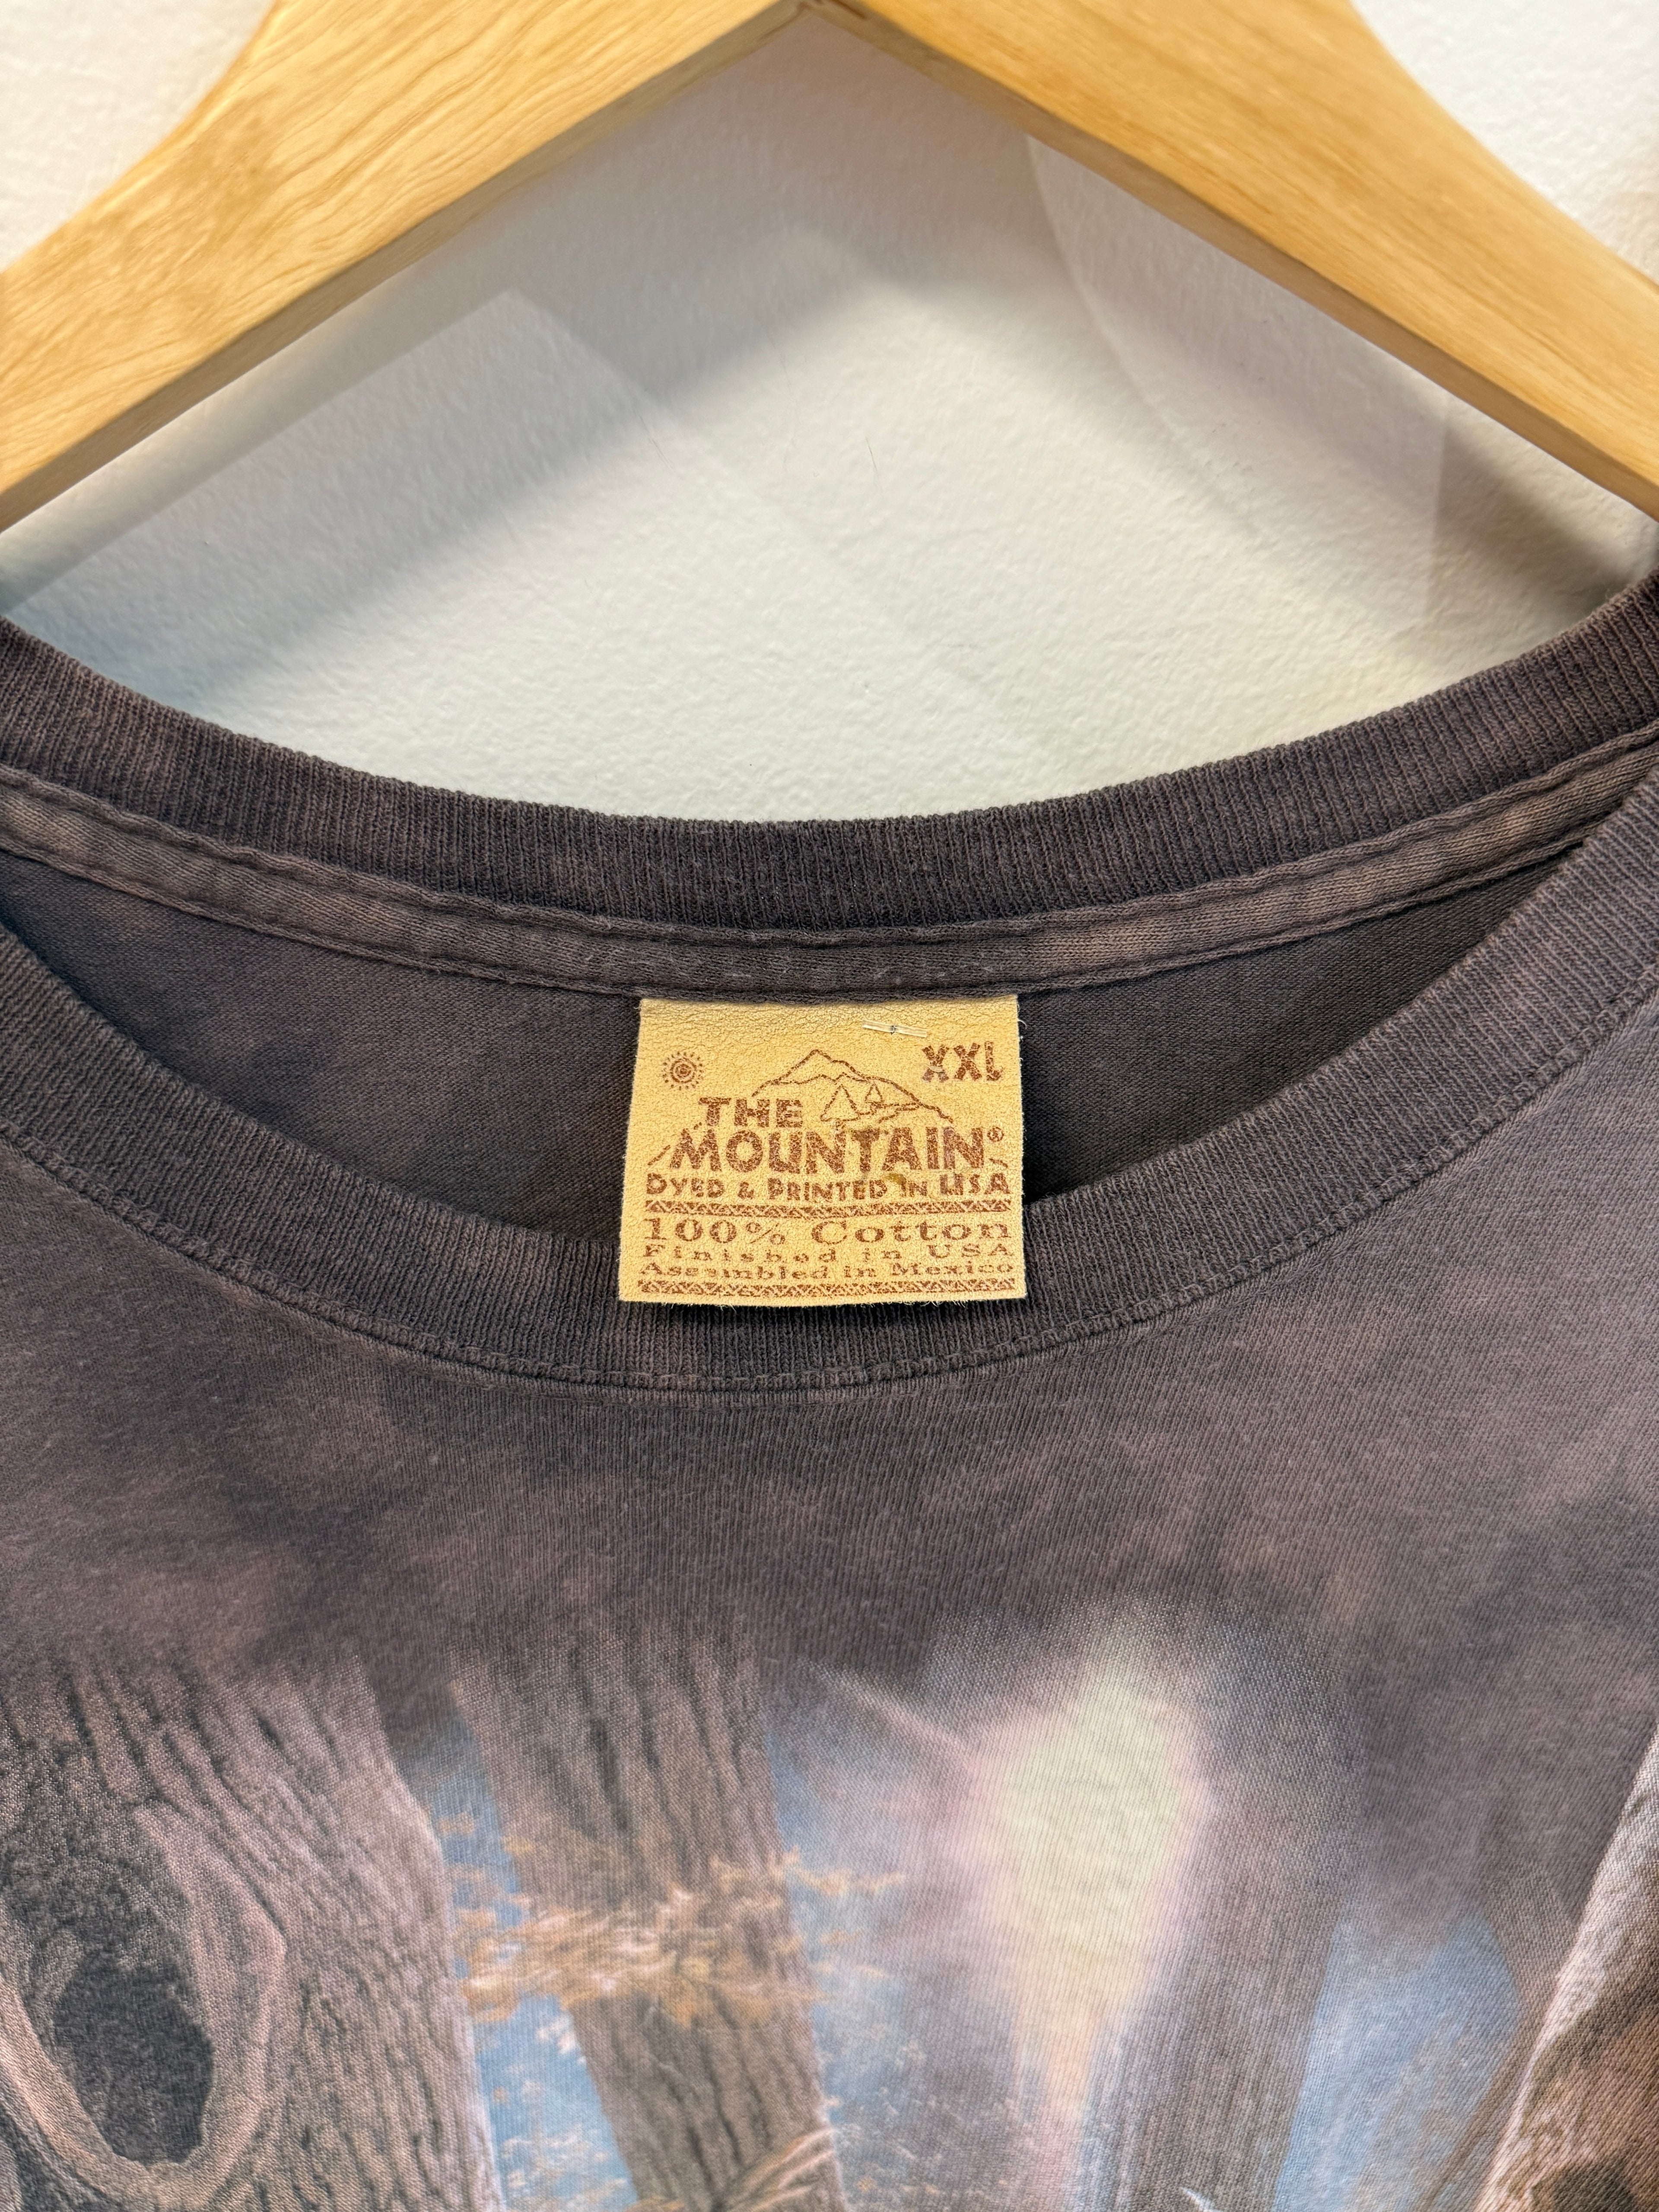 XXL
THE
MOUNTAIN®
DYED & PRINTED IN USA
100% Cotton
Finished in USA
Assembled in Mexico